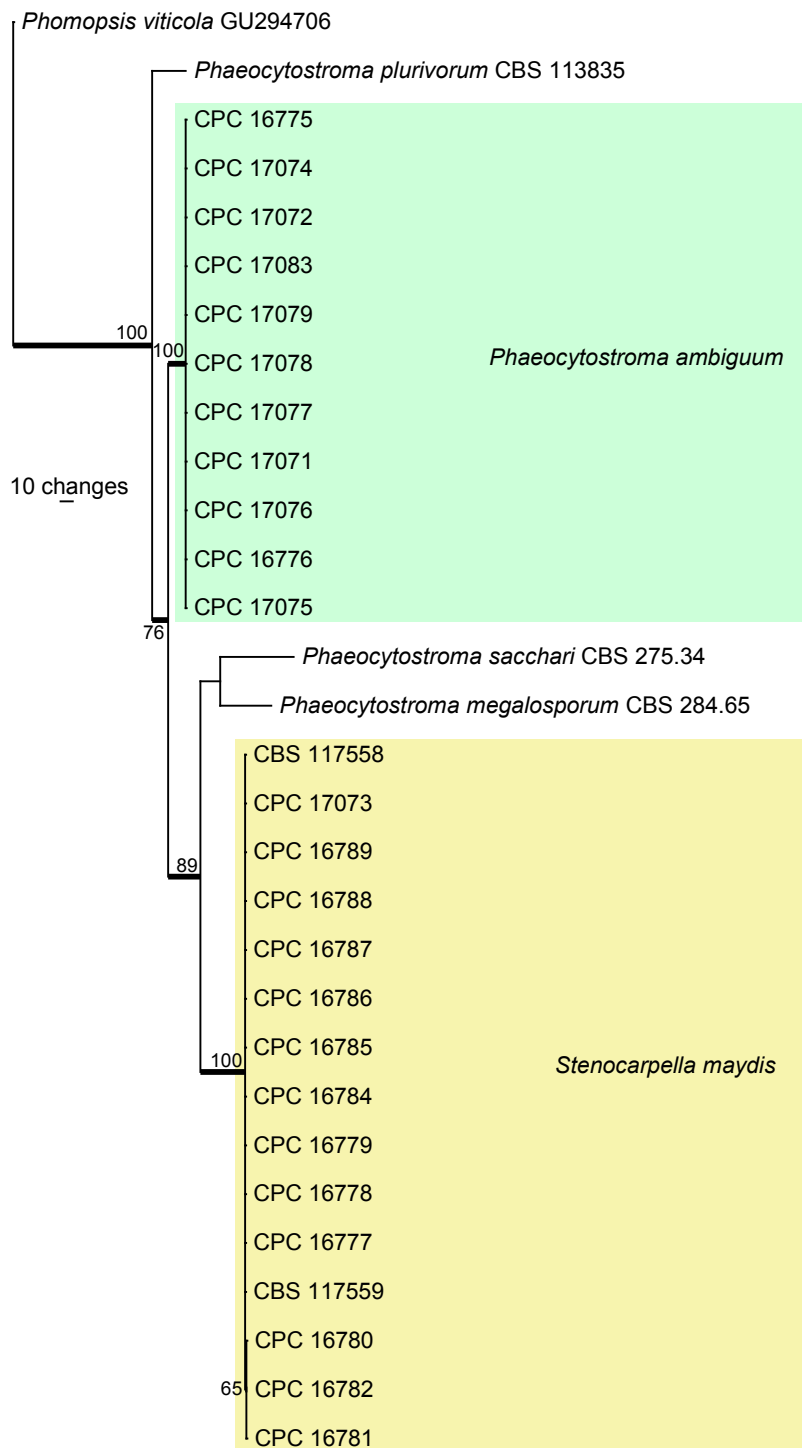 Phomopsis viticola GU294706
Phaeocytostroma plurivorum CBS 113835
CPC 16775
CPC 17074
CPC 17072
CPC 17083
CPC 17079
100
100
CPC 17078
Phaeocytostroma ambiguum
CPC 17077
CPC 17071
10 changes
CPC 17076
CPC 16776
CPC 17075
76
Phaeocytostroma sacchari CBS 275.34
Phaeocytostroma megalosporum CBS 284.65
CBS 117558
CPC 17073
CPC 16789
89
CPC 16788
CPC 16787
CPC 16786
CPC 16785
100
Stenocarpella maydis
CPC 16784
CPC 16779
CPC 16778
CPC 16777
CBS 117559
CPC 16780
65
CPC 16782
CPC 16781